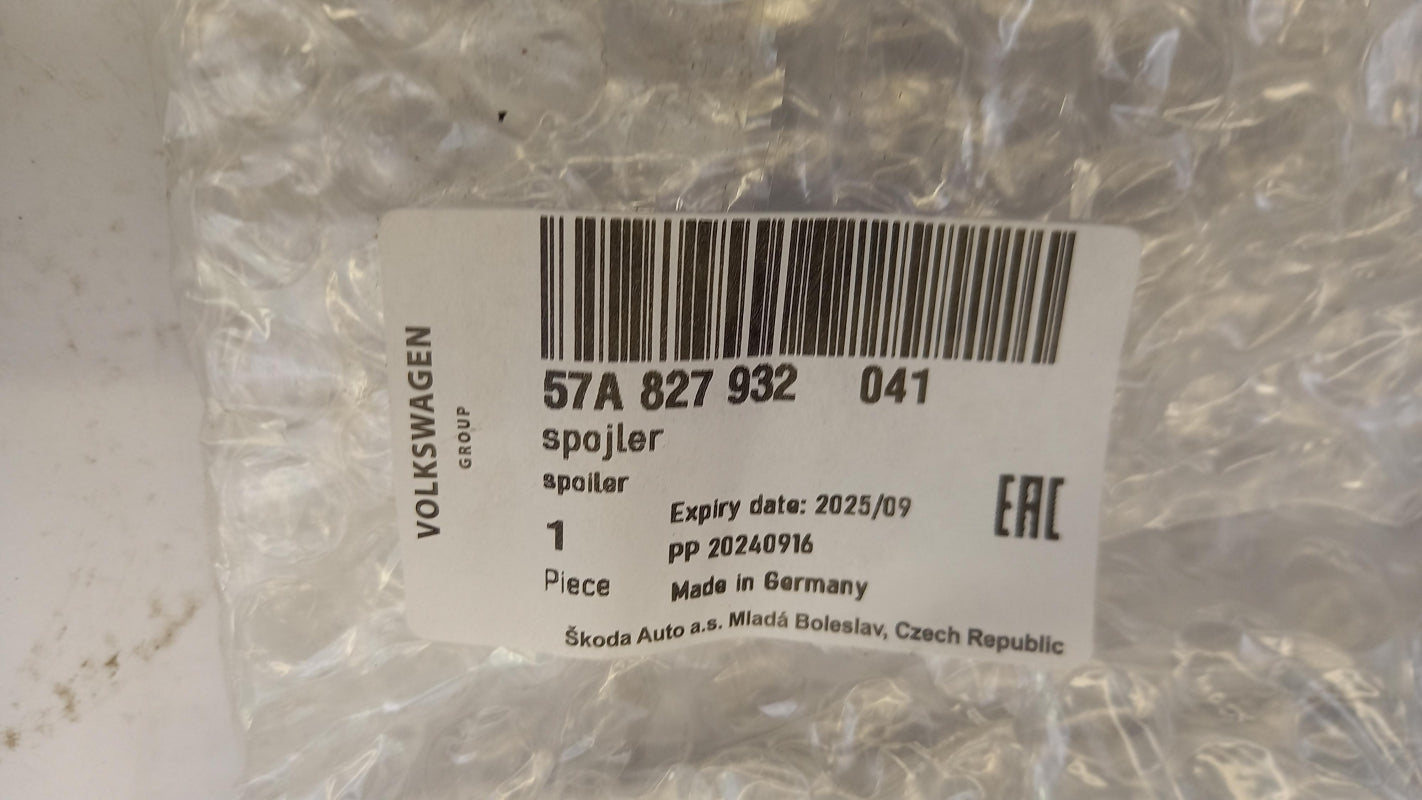 VOLKSWAGEN
GROUP
57A 827 932 041
spojler
spoiler
1
Piece
Expiry date: 2025/09
pp 20240916
Made in Germany
EAC
Škoda Auto a.s. Mladá Boleslav, Czech Republic